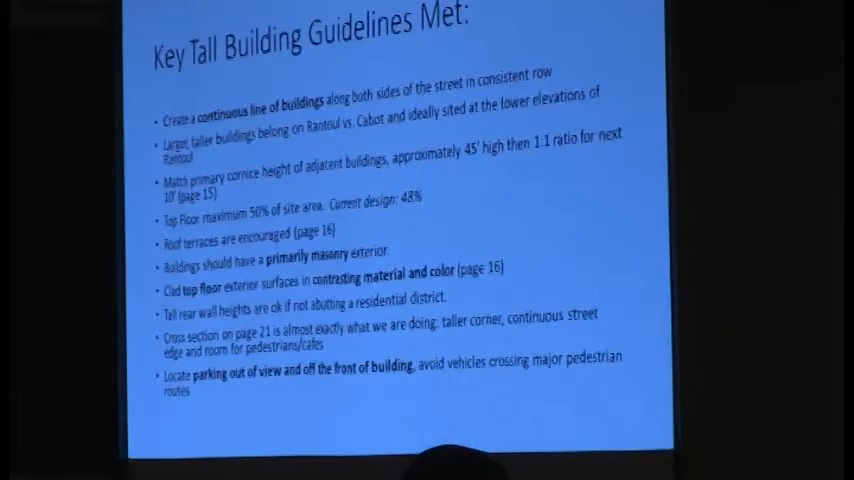 Key Tall Building Guidelines Met:
• Create a continuous line of buildings along both sides of the street in consistent row
• Larger, taller buildings belong on Rantoul vs. Cabot and ideally sited at the lower elevations of
Rantoul
• Match primary cornice height of adjacent buildings, approximately 45' high then 1:1 ratio for next
10' (page 15)
• Top Floor maximum 50% of site area. Current design: 48%
• Roof terraces are encouraged (page 16)
• Buildings should have a primarily masonry exterior.
• Clad top floor exterior surfaces in contrasting material and color (page 16)
• Tall rear wall heights are ok if not abutting a residential district.
• Cross section on page 21 is almost exactly what we are doing: taller corner, continuous street
edge and room for pedestrians/cafes
• Locate parking out of view and off the front of building, avoid vehicles crossing major pedestrian
routes